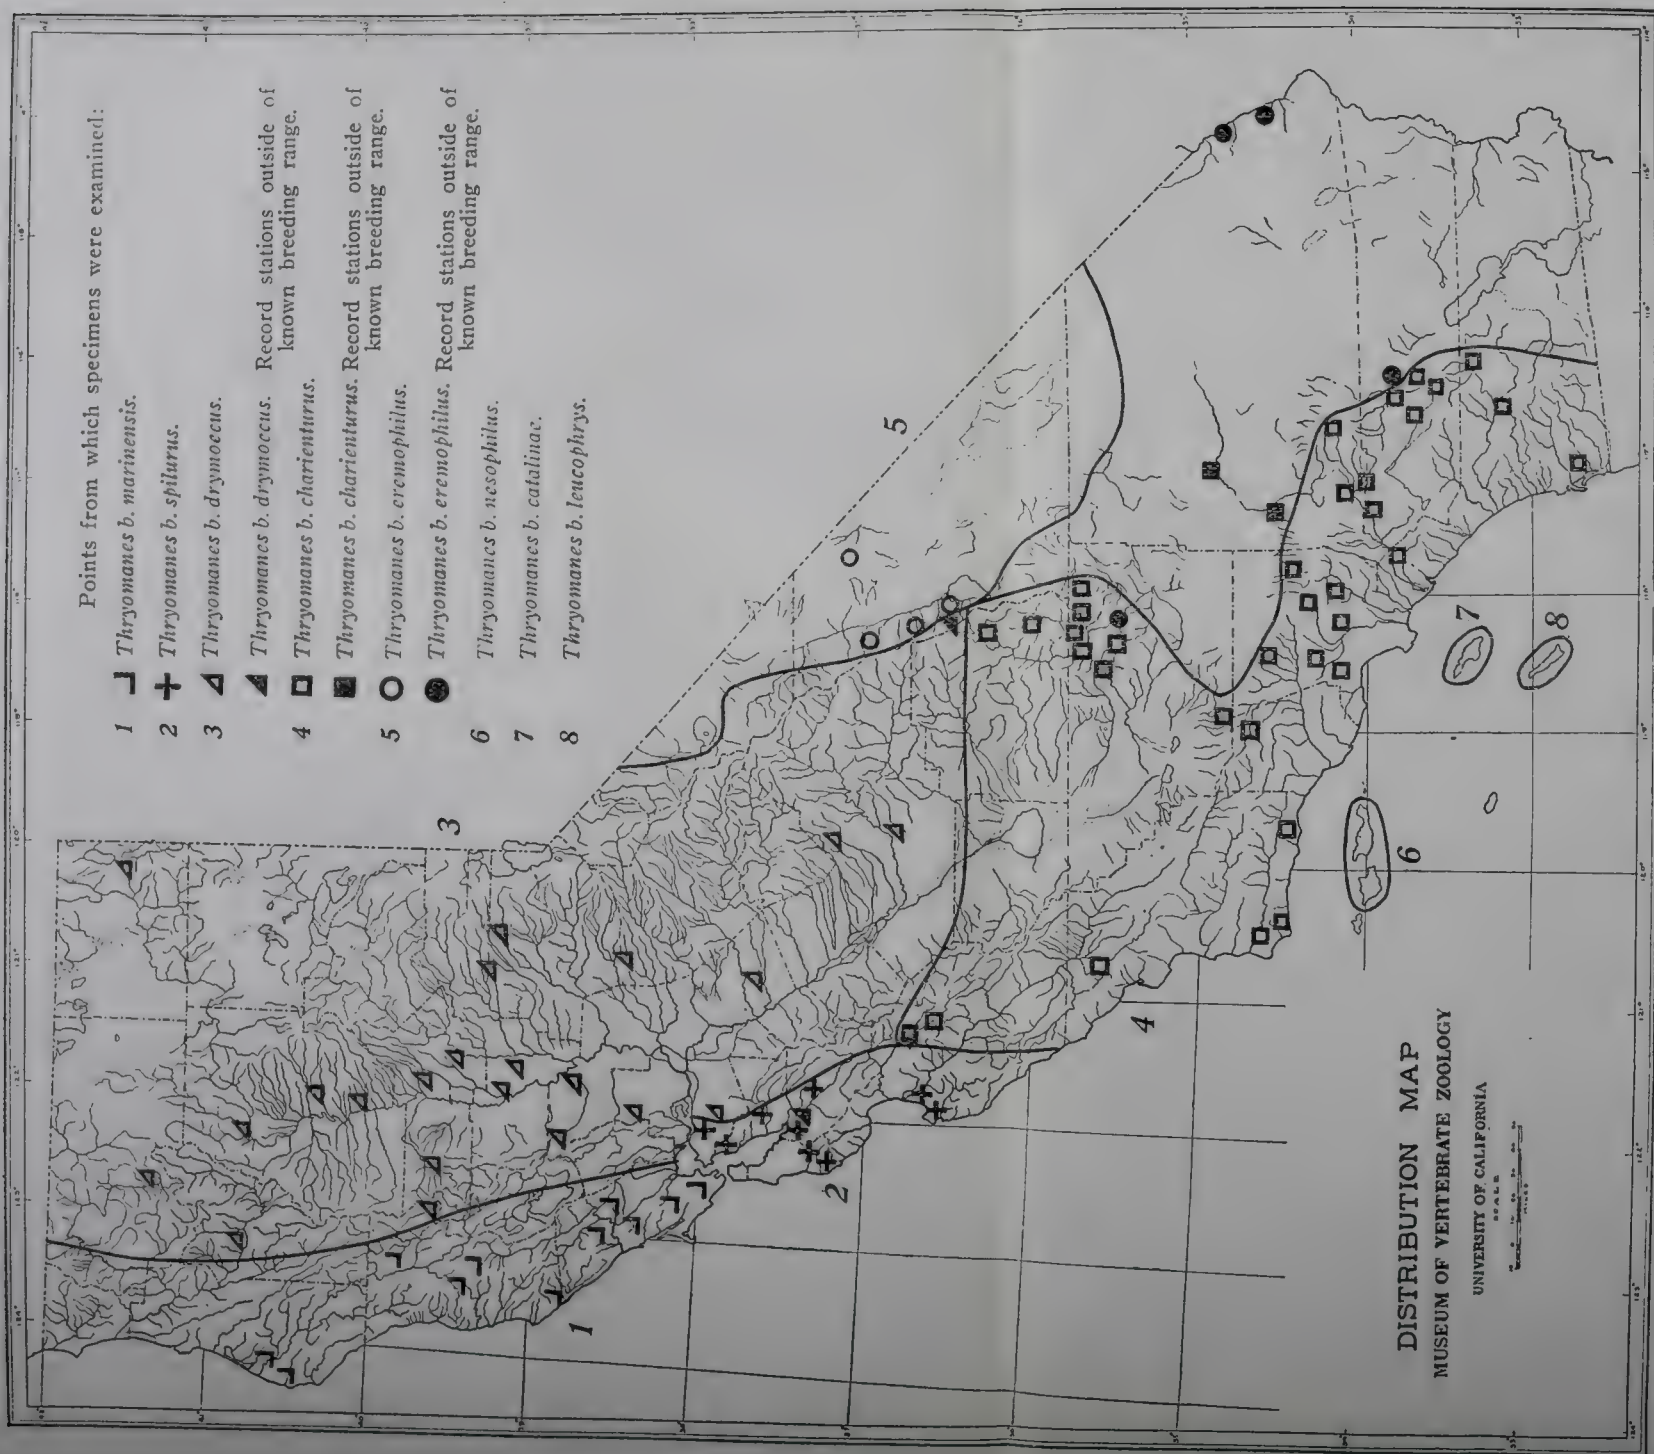 Points from which specimens were examined:
1 Thryomanes b. marinensis.
2 Thryomanes b. spilurus.
3 Thryomanes b. drymoecus.
Thryomanes b. drymoecus. Record stations outside of
known breeding range.
4 Thryomanes b. charienturus.
Thryomanes b. charienturus. Record stations outside of
known breeding range.
5 Thryomanes b. eremophilus.
Thryomanes b. eremophilus. Record stations outside of
known breeding range.
6 Thryomanes b. nesophilus.
7 Thryomanes b. catalinae.
8 Thryomanes b. leucophrys.
3
5
1
2
4
6
7
8
DISTRIBUTION MAP
MUSEUM OF VERTEBRATE ZOOLOGY
UNIVERSITY OF CALIFORNIA
SCALE